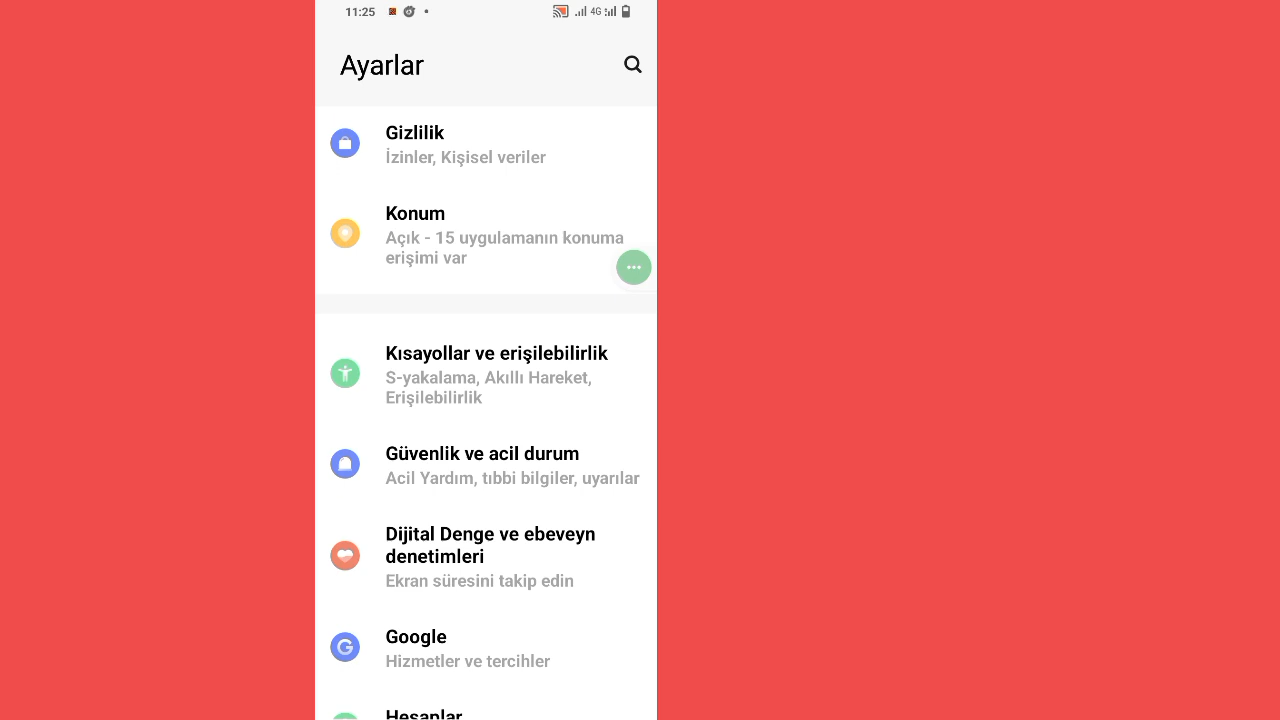 11:25
4G
Ayarlar
Gizlilik
İzinler, Kişisel veriler
Konum
Açık - 15 uygulamanın konuma
erişimi var
Kısayollar ve erişilebilirlik
S-yakalama, Akıllı Hareket,
Erişilebilirlik
Güvenlik ve acil durum
Acil Yardım, tıbbi bilgiler, uyarılar
Dijital Denge ve ebeveyn
denetimleri
Ekran süresini takip edin
Google
Hizmetler ve tercihler
Hesaplar